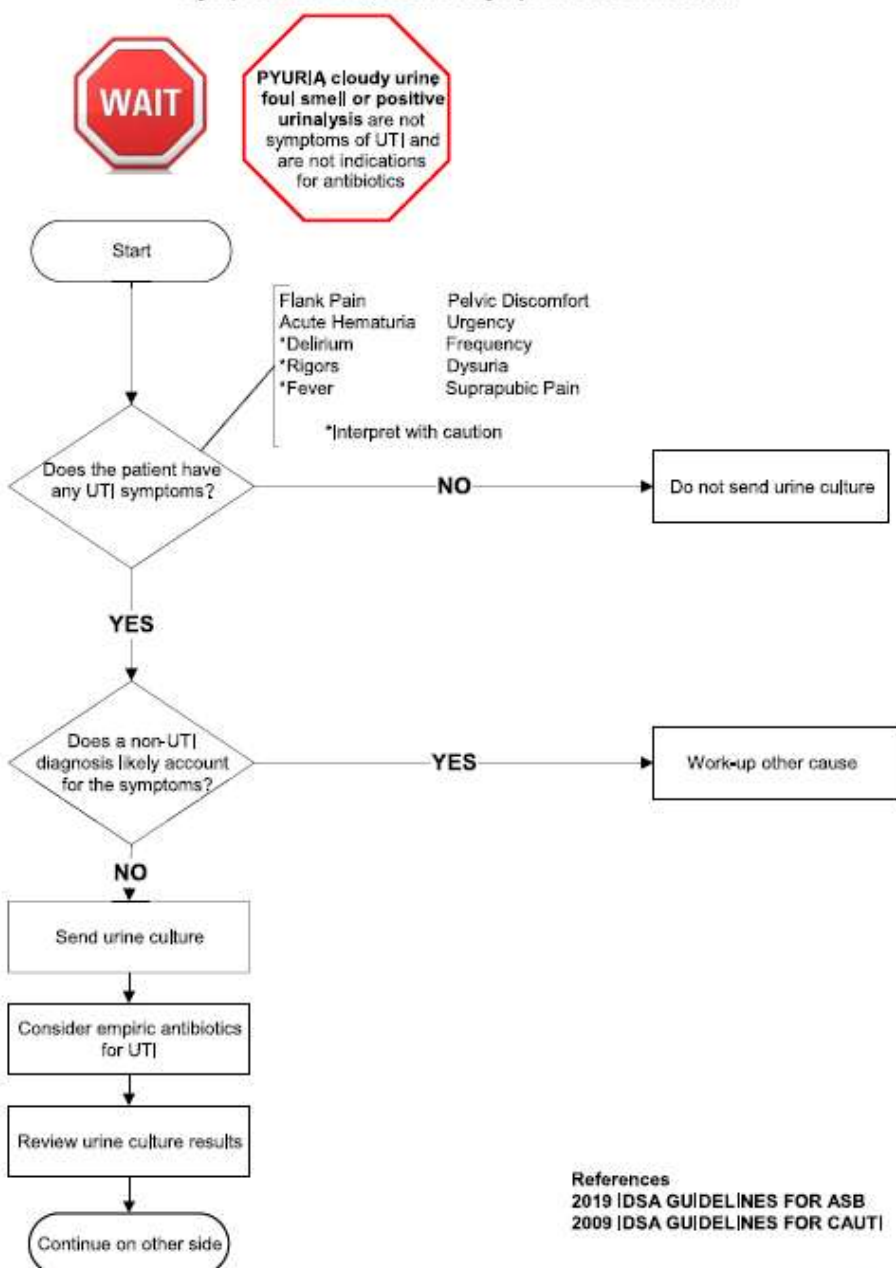 WAIT
PYURIA, cloudy urine,
foul smell or positive
urinalysis are not
symptoms of UTI and
are not indications
for antibiotics
Start
Flank Pain
Acute Hematuria
*Delirium
*Rigors
*Fever
Pelvic Discomfort
Urgency
Frequency
Dysuria
Suprapubic Pain
*Interpret with caution
Does the patient have
any UTI symptoms?
NO
Do not send urine culture
YES
Does a non-UTI
diagnosis likely account
for the symptoms?
YES
Work-up other cause
NO
Send urine culture
Consider empiric antibiotics
for UTI
Review urine culture results
Continue on other side
References
2019 IDSA GUIDELINES FOR ASB
2009 IDSA GUIDELINES FOR CAUTI